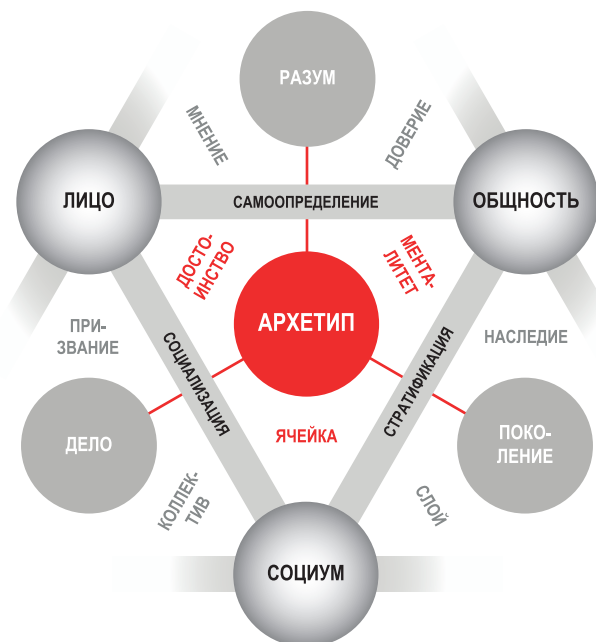 РАЗУМ
МНЕНИЕ
ДОВЕРИЕ
ЛИЦО
САМООПРЕДЕЛЕНИЕ
ОБЩНОСТЬ
ДОСТО-
ИНСТВО
МЕНТА-
ЛИТЕТ
АРХЕТИП
ПРИ-
ЗВАНИЕ
СОЦИАЛИЗАЦИЯ
СТРАТИФИКАЦИЯ
НАСЛЕДИЕ
ДЕЛО
ЯЧЕЙКА
ПОКО-
ЛЕНИЕ
КОЛЛЕК-
ТИВ
СЛОЙ
СОЦИУМ